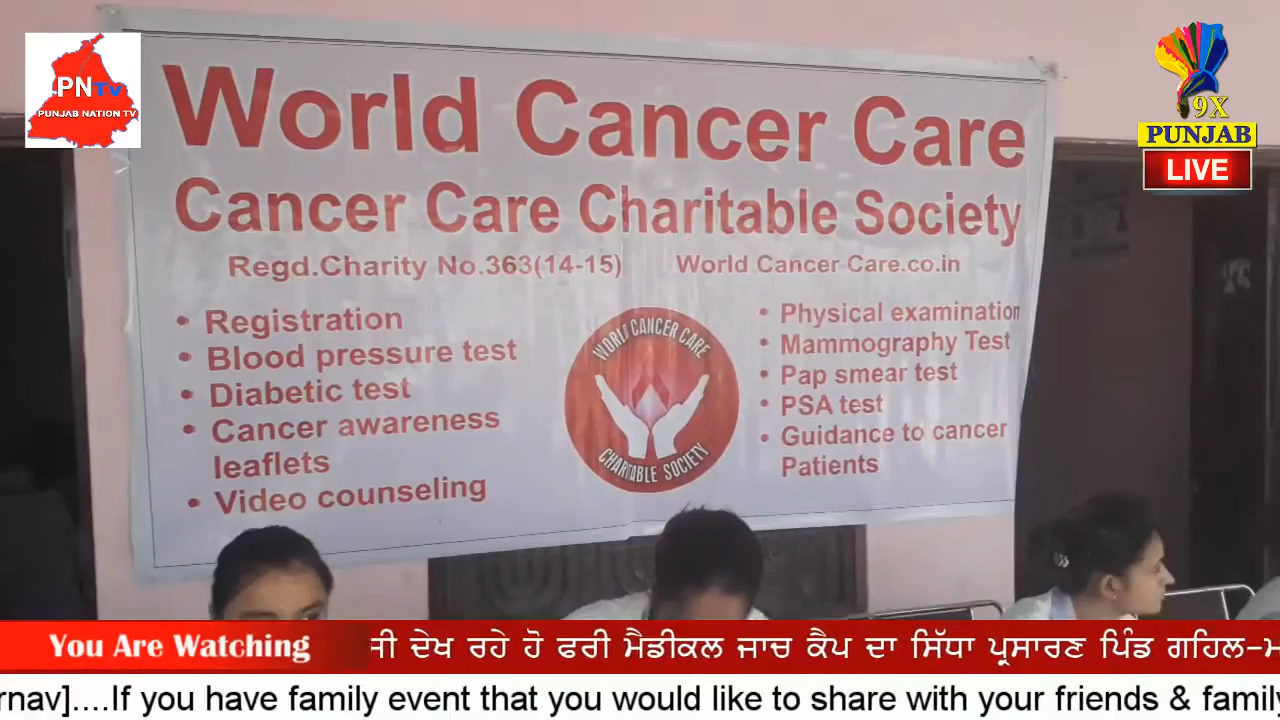 PNTv
PUNJAB NATION TV
9X
PUNJAB
LIVE
World Cancer Care
Cancer Care Charitable Society
Regd.Charity No.363(14-15) World Cancer Care.co.in
• Registration
• Blood pressure test
• Diabetic test
• Cancer awareness
leaflets
• Video counseling
WORLD CANCER CARE
CHARITABLE SOCIETY
• Physical examination
• Mammography Test
• Pap smear test
• PSA test
• Guidance to cancer
Patients
You Are Watching
ਜੀ ਦੇਖ ਰਹੇ ਹੋ ਫਰੀ ਮੈਡੀਕਲ ਜਾਚ ਕੈਪ ਦਾ ਸਿੱਧਾ ਪ੍ਰਸਾਰਣ ਪਿੰਡ ਗਹਿਲ-ਮ
rnav]....If you have family event that you would like to share with your friends & family